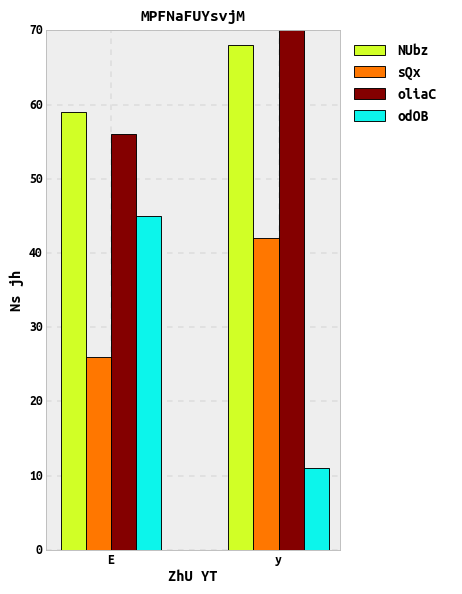 MPFNaFUYsvjM
70
60
50
40
30
20
10
0
Ns jh
E
y
ZhU YT
NUbz
sQx
oliaC
odOB